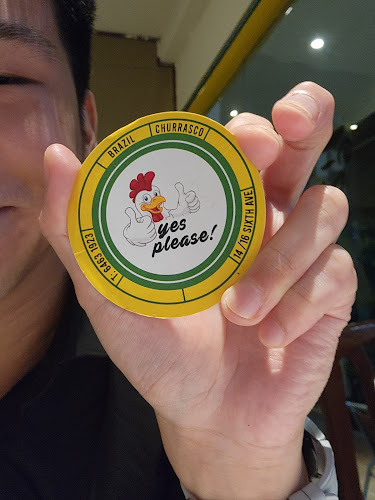 BRAZIL
CHURRASCO
14/16 SIXTH AVE
T: 6463 1923
yes
please!